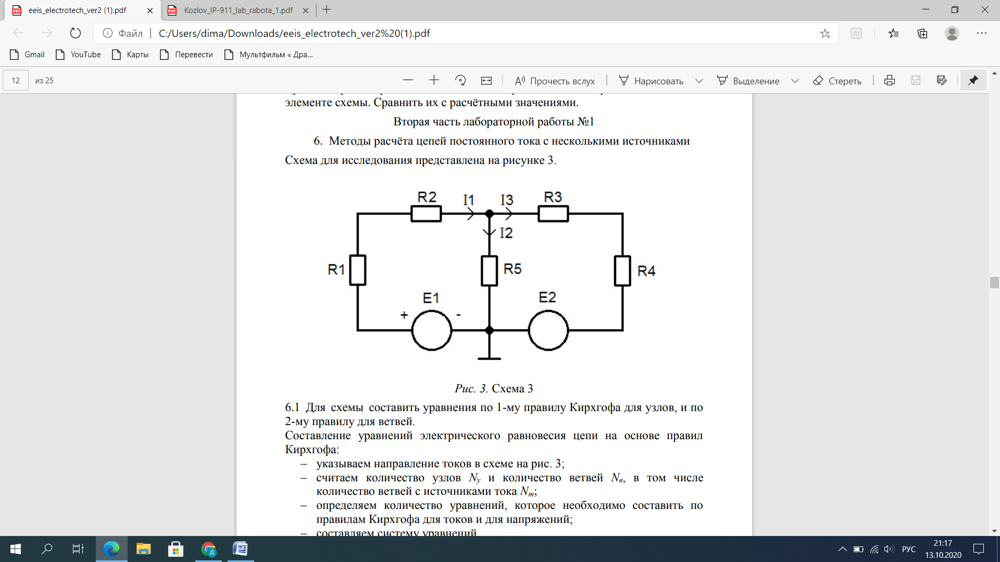 eeis_electrotech_ver2 (1).pdf
Kozlov_IP-911_lab_rabota_1.pdf
Файл
C:/Users/dima/Downloads/eeis_electrotech_ver2%20(1).pdf
Gmail
YouTube
Карты
Перевести
Мультфильм « Дра...
12
из 25
Прочесть вслух
Нарисовать
Выделение
Стереть
элементе схемы. Сравнить их с расчётными значениями.
Вторая часть лабораторной работы №1
6. Методы расчёта цепей постоянного тока с несколькими источниками
Схема для исследования представлена на рисунке 3.
R2
I1
I3
R3
I2
R1
R5
R4
E1
E2
+
-
Рис. 3. Схема 3
6.1 Для схемы составить уравнения по 1-му правилу Кирхгофа для узлов, и по
2-му правилу для ветвей.
Составление уравнений электрического равновесия цепи на основе правил
Кирхгофа:
– указываем направление токов в схеме на рис. 3;
– считаем количество узлов Nу и количество ветвей Nв, в том числе
количество ветвей с источниками тока Nт;
– определяем количество уравнений, которое необходимо составить по
правилам Кирхгофа для токов и для напряжений;
– составляем систему уравнений
РУС
21:17
13.10.2020